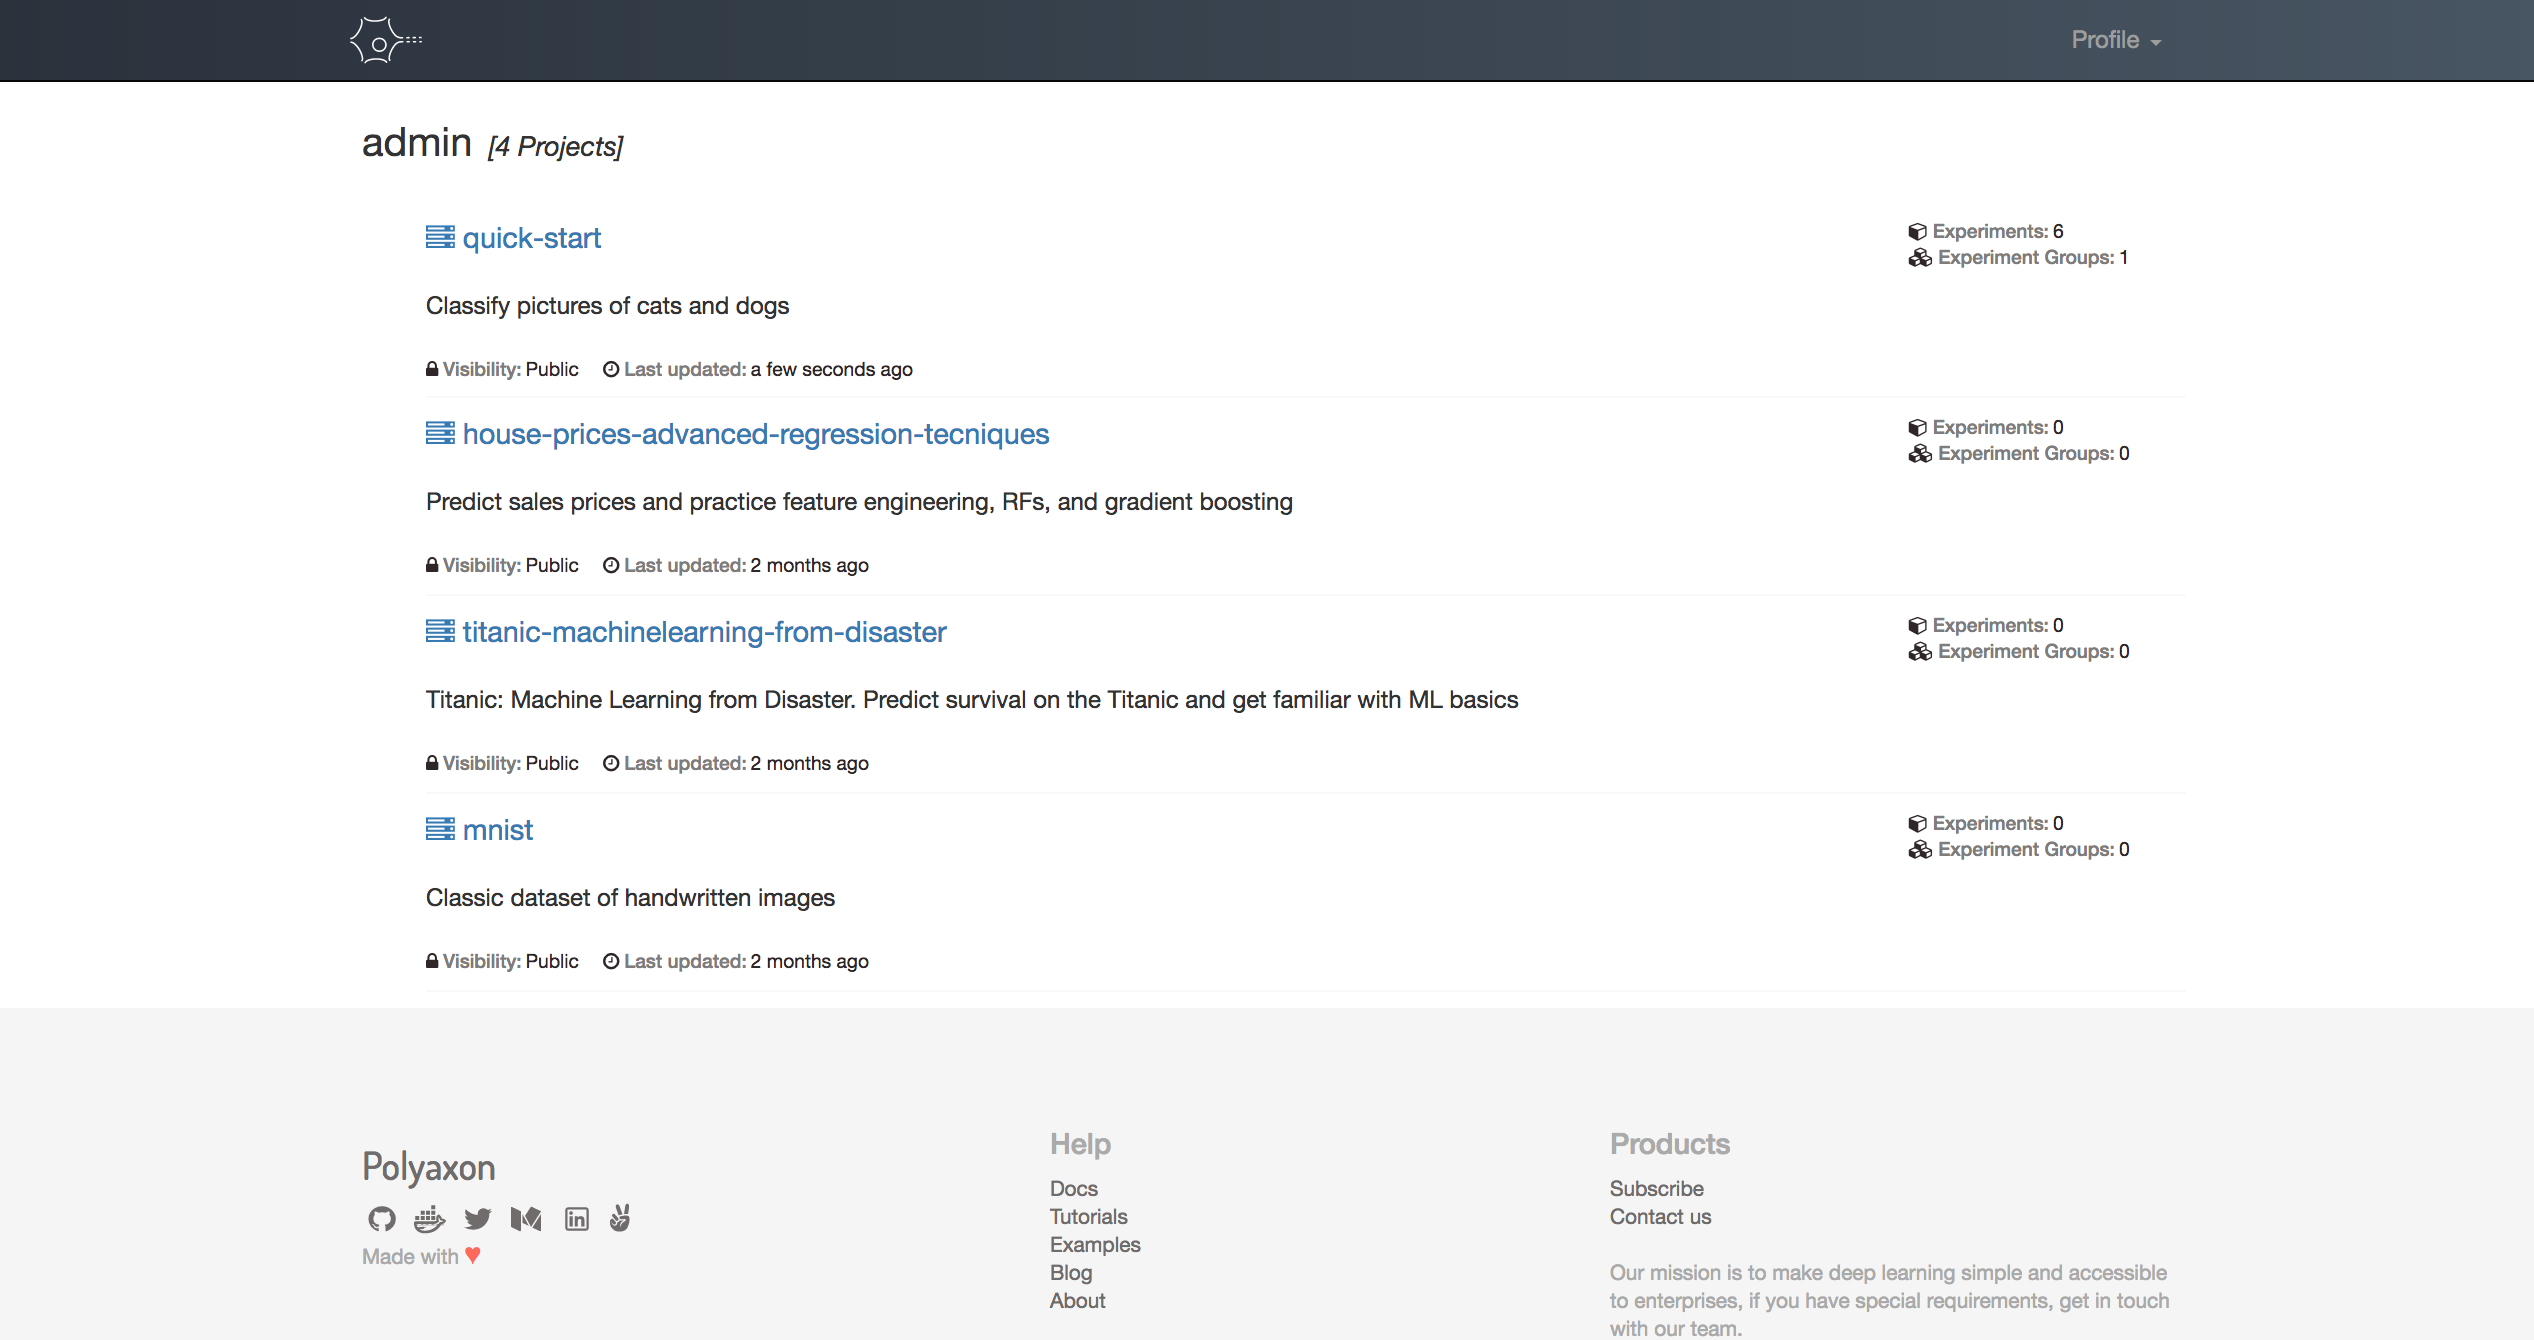 Profile
admin [4 Projects]
quick-start
Experiments: 6
Experiment Groups: 1
Classify pictures of cats and dogs
Visibility: Public Last updated: a few seconds ago
house-prices-advanced-regression-tecniques
Experiments: 0
Experiment Groups: 0
Predict sales prices and practice feature engineering, RFs, and gradient boosting
Visibility: Public Last updated: 2 months ago
titanic-machinelearning-from-disaster
Experiments: 0
Experiment Groups: 0
Titanic: Machine Learning from Disaster. Predict survival on the Titanic and get familiar with ML basics
Visibility: Public Last updated: 2 months ago
mnist
Experiments: 0
Experiment Groups: 0
Classic dataset of handwritten images
Visibility: Public Last updated: 2 months ago
Polyaxon
Made with ♥
Help
Docs
Tutorials
Examples
Blog
About
Products
Subscribe
Contact us
Our mission is to make deep learning simple and accessible
to enterprises, if you have special requirements, get in touch
with our team.